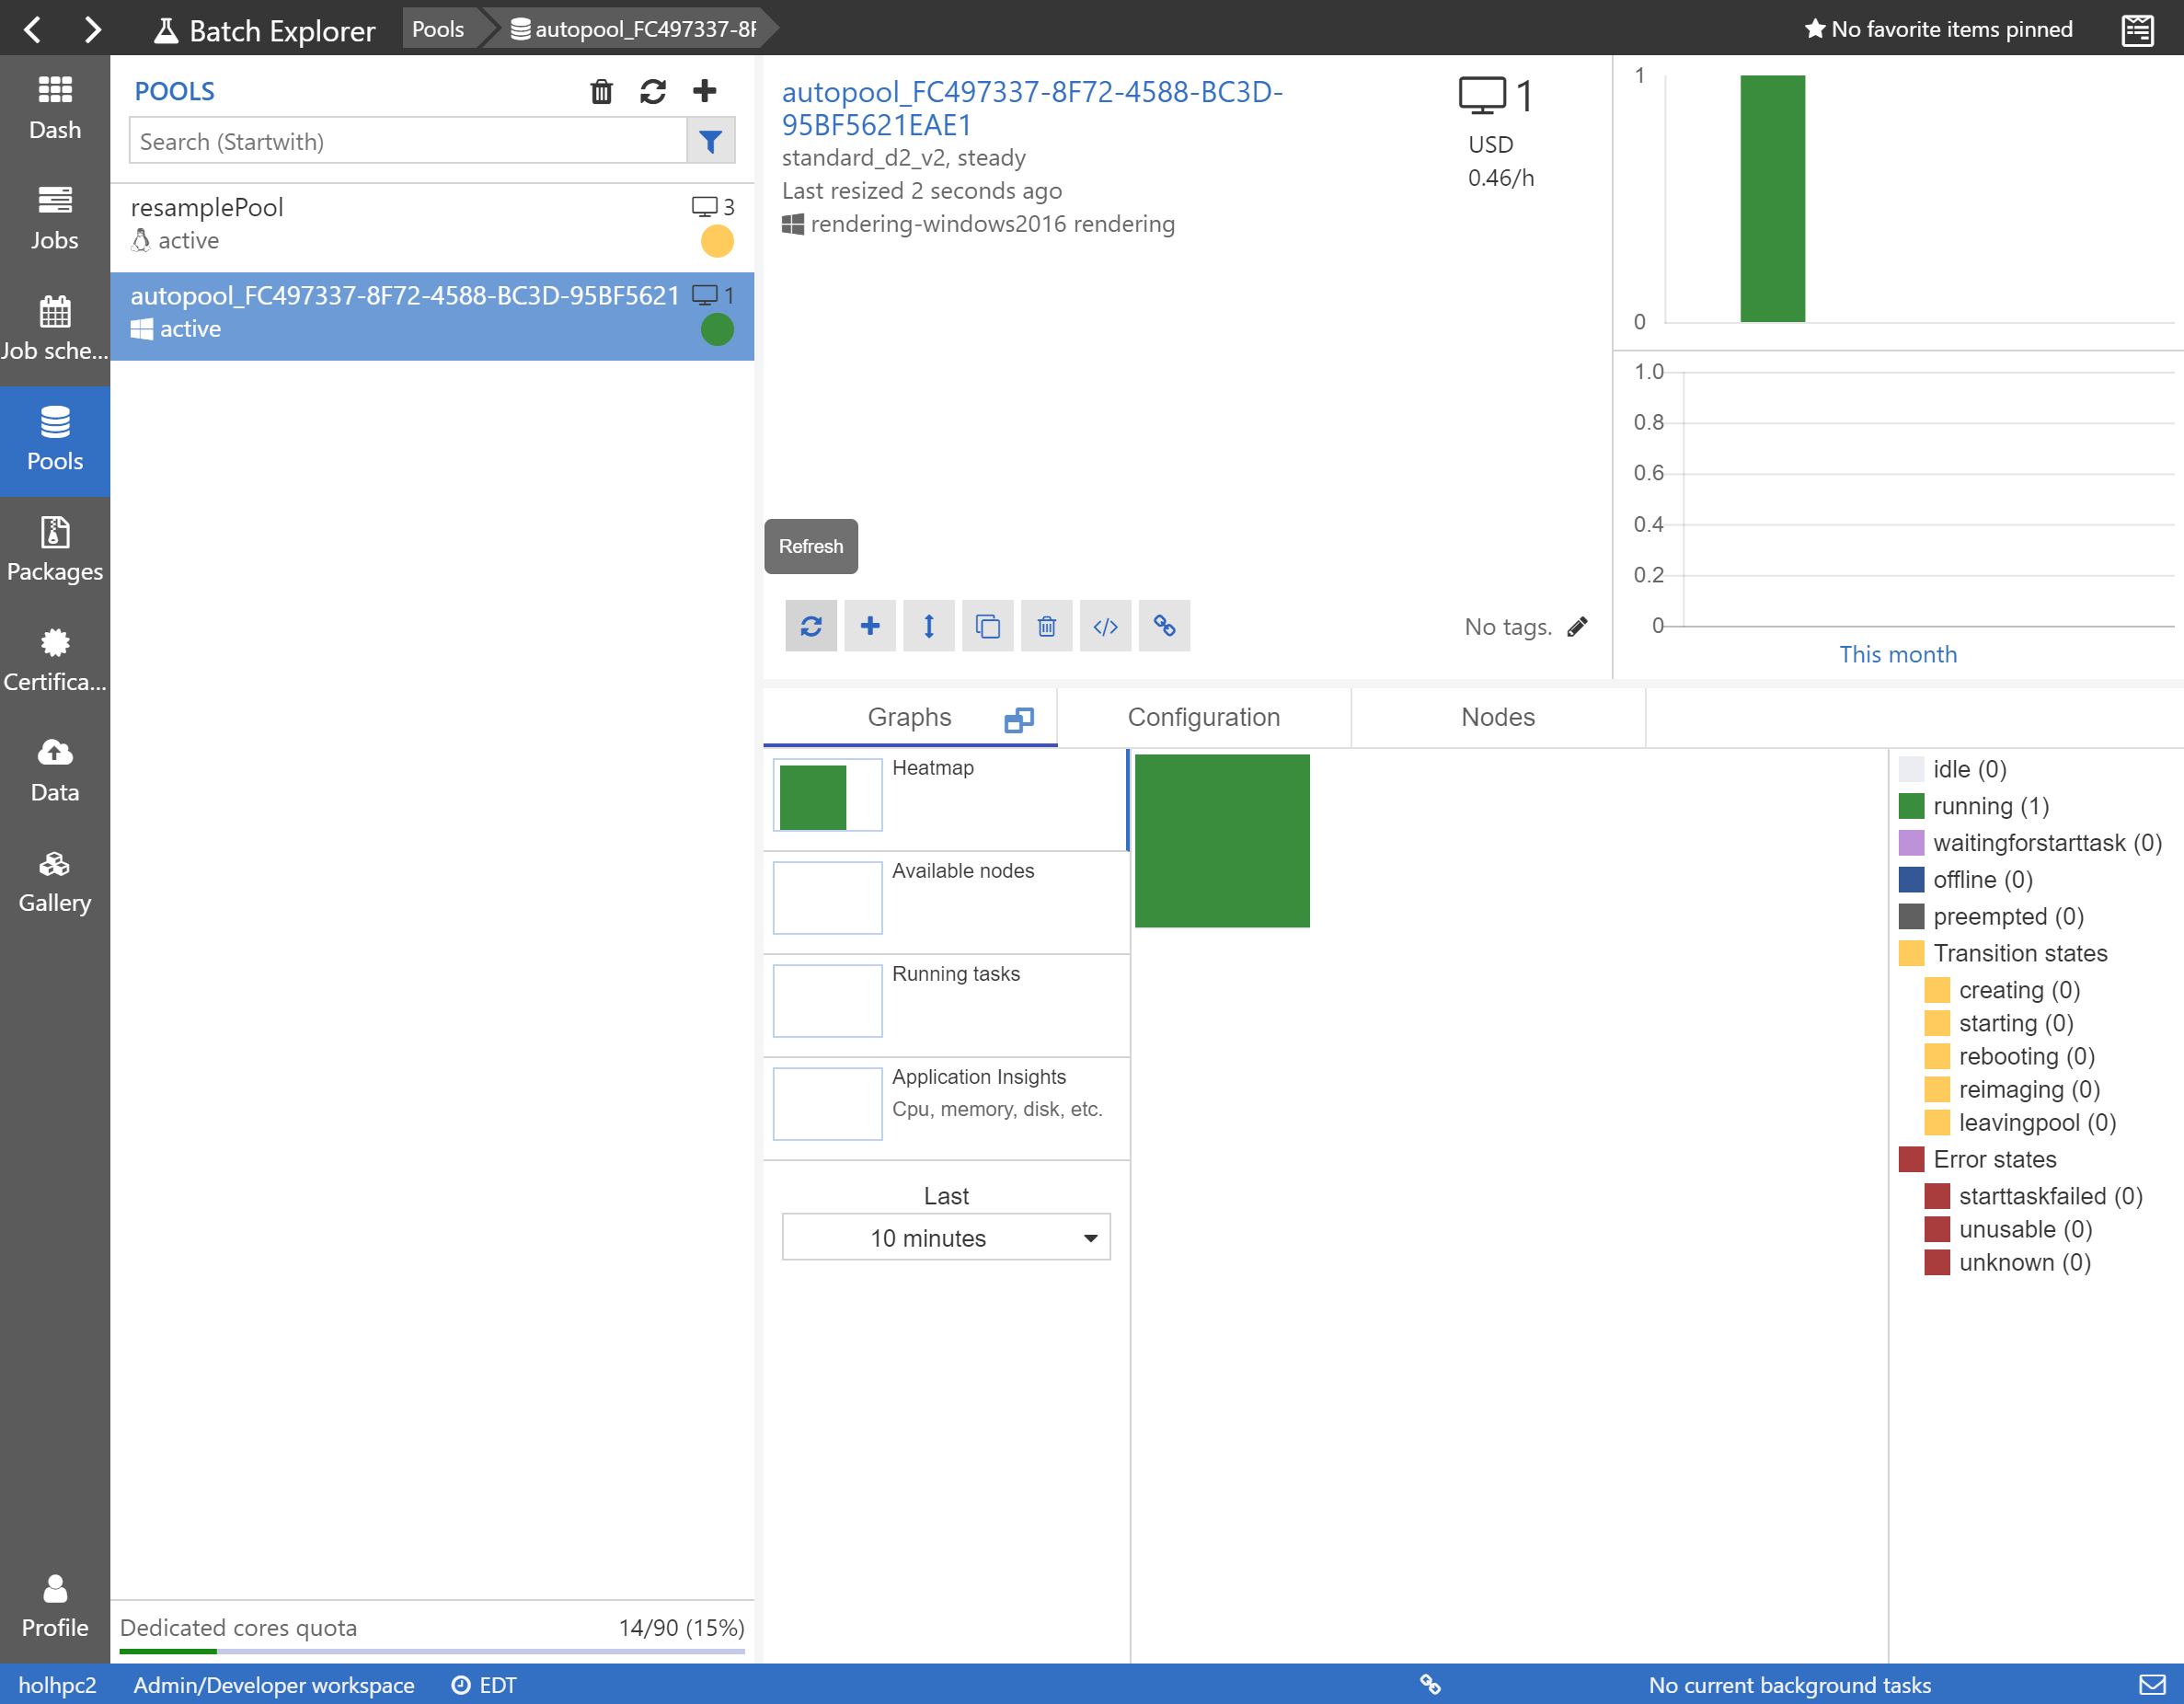 Batch Explorer
Pools
autopool_FC497337-8F
No favorite items pinned
Dash
Jobs
Job sche...
Pools
Packages
Certifica...
Data
Gallery
Profile
POOLS
Search (Startwith)
resamplePool
3
active
autopool_FC497337-8F72-4588-BC3D-95BF5621
1
active
Dedicated cores quota
14/90 (15%)
autopool_FC497337-8F72-4588-BC3D-
95BF5621EAE1
standard_d2_v2, steady
Last resized 2 seconds ago
rendering-windows2016 rendering
1
USD
0.46/h
Refresh
No tags.
1
0
1.0
0.8
0.6
0.4
0.2
0
This month
Graphs
Configuration
Nodes
Heatmap
Available nodes
Running tasks
Application Insights
Cpu, memory, disk, etc.
Last
10 minutes
idle (0)
running (1)
waitingforstarttask (0)
offline (0)
preempted (0)
Transition states
creating (0)
starting (0)
rebooting (0)
reimaging (0)
leavingpool (0)
Error states
starttaskfailed (0)
unusable (0)
unknown (0)
holhpc2
Admin/Developer workspace
EDT
No current background tasks